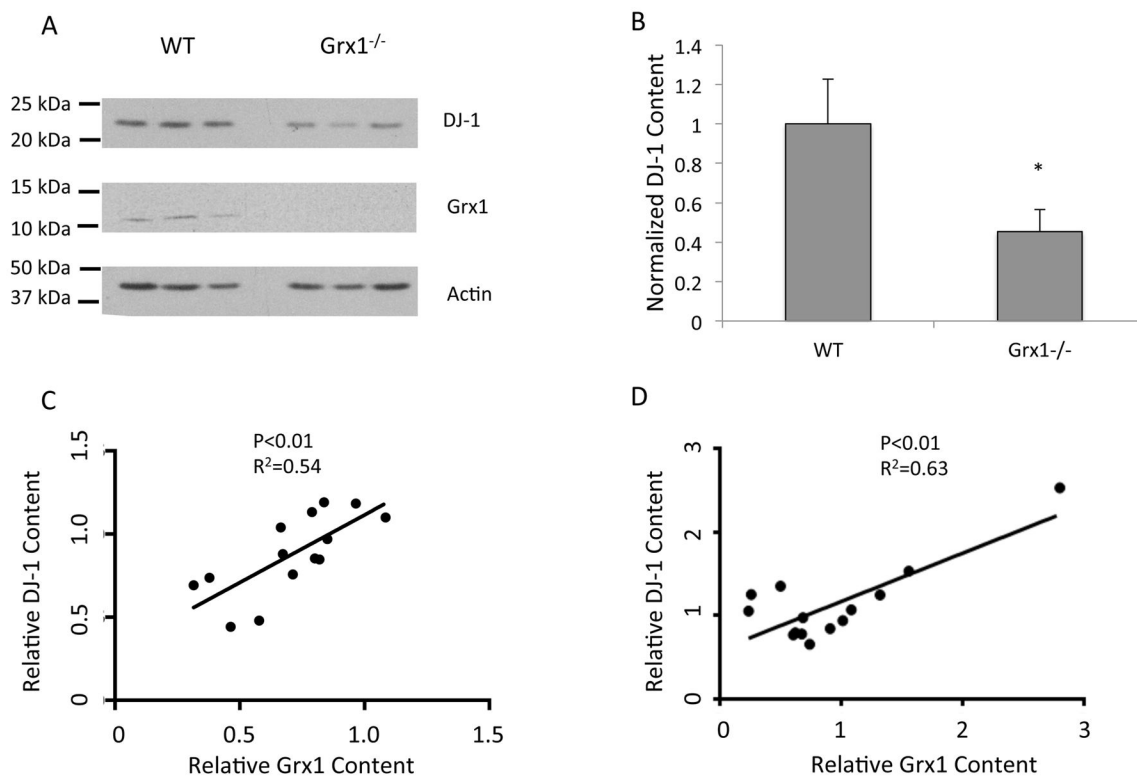 A
WT
Grx1-/-
25 kDa
20 kDa
DJ-1
15 kDa
10 kDa
Grx1
50 kDa
37 kDa
Actin
B
Normalized DJ-1 Content
1.4
1.2
1
0.8
0.6
0.4
0.2
0
*
WT
Grx1-/-
C
P<0.01
R²=0.54
Relative DJ-1 Content
1.5
1.0
0.5
0
0
0.5
1.0
1.5
Relative Grx1 Content
D
P<0.01
R²=0.63
Relative DJ-1 Content
3
2
1
0
0
1
2
3
Relative Grx1 Content